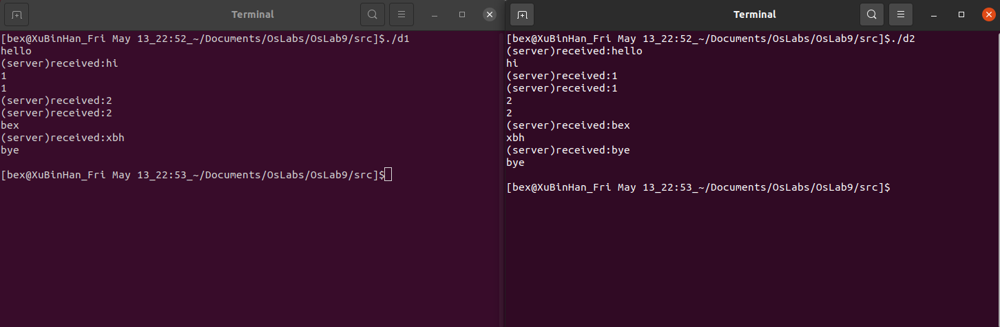 Terminal
[bex@XuBinHan_Fri May 13_22:52_~/Documents/OsLabs/OsLab9/src]$./d1
hello
(server)received:hi
1
1
(server)received:2
(server)received:2
bex
(server)received:xbh
bye
[bex@XuBinHan_Fri May 13_22:53_~/Documents/OsLabs/OsLab9/src]$
Terminal
[bex@XuBinHan_Fri May 13_22:52_~/Documents/OsLabs/OsLab9/src]$./d2
(server)received:hello
hi
(server)received:1
(server)received:1
2
2
(server)received:bex
xbh
(server)received:bye
bye
[bex@XuBinHan_Fri May 13_22:53_~/Documents/OsLabs/OsLab9/src]$